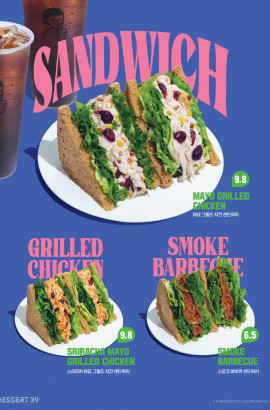 SANDWICH
9.8
MAYO GRILLED
CHICKEN
마요 그릴드 치킨 샌드위치
GRILLED
CHICKEN
SMOKE
BARBECUE
9.8
SRIRACHA MAYO
GRILLED CHICKEN
스리라차 마요 그릴드 치킨 샌드위치
6.5
SMOKE
BARBECUE
스모크 바베큐 샌드위치
DESSERT 39